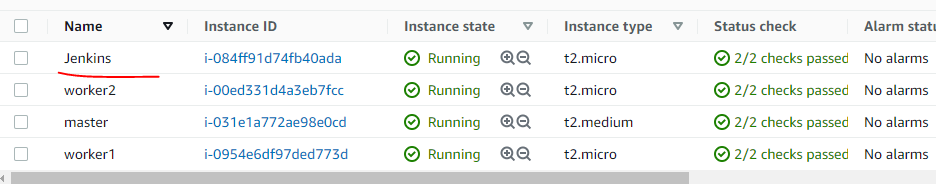 Name Instance ID Instance state Instance type Status check Alarm statu
Jenkins i-084ff91d74fb40ada Running t2.micro 2/2 checks passed No alarms
worker2 i-00ed331d4a3eb7fcc Running t2.micro 2/2 checks passed No alarms
master i-031e1a772ae98e0cd Running t2.medium 2/2 checks passed No alarms
worker1 i-0954e6df97ded773d Running t2.micro 2/2 checks passed No alarms